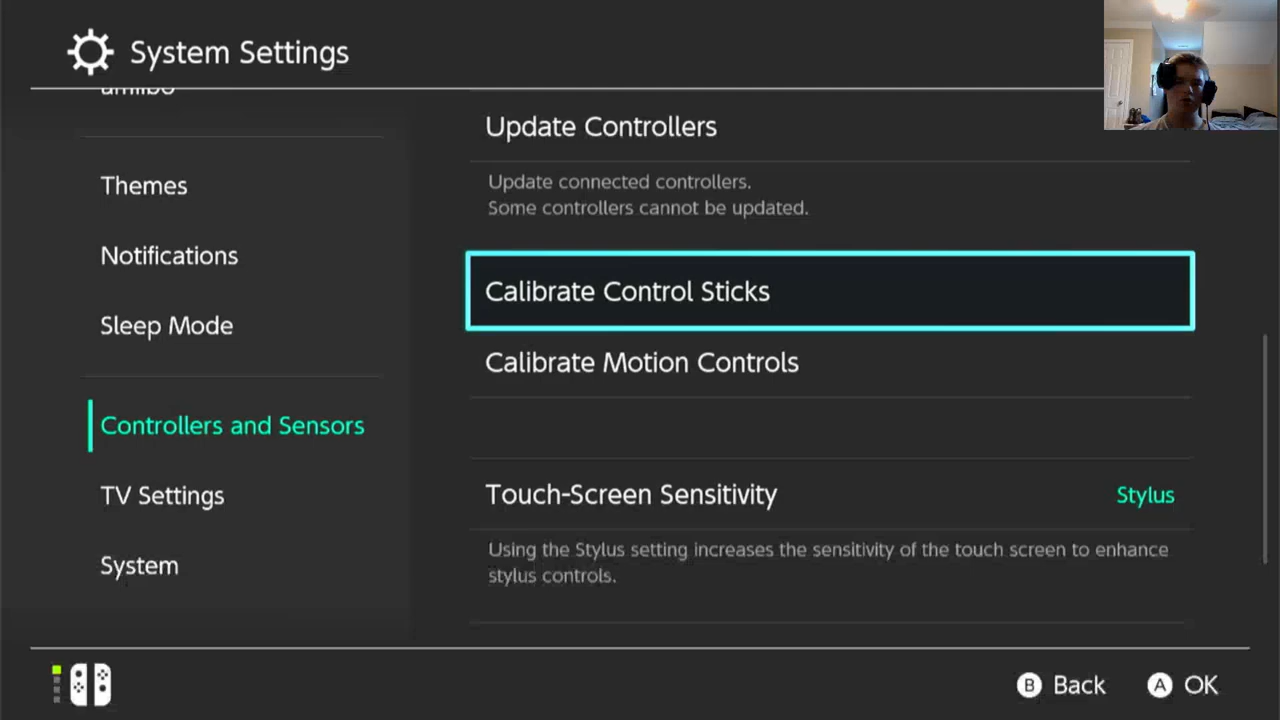 System Settings
amiibo
Themes
Notifications
Sleep Mode
Controllers and Sensors
TV Settings
System
Update Controllers
Update connected controllers.
Some controllers cannot be updated.
Calibrate Control Sticks
Calibrate Motion Controls
Touch-Screen Sensitivity Stylus
Using the Stylus setting increases the sensitivity of the touch screen to enhance
stylus controls.
B Back A OK